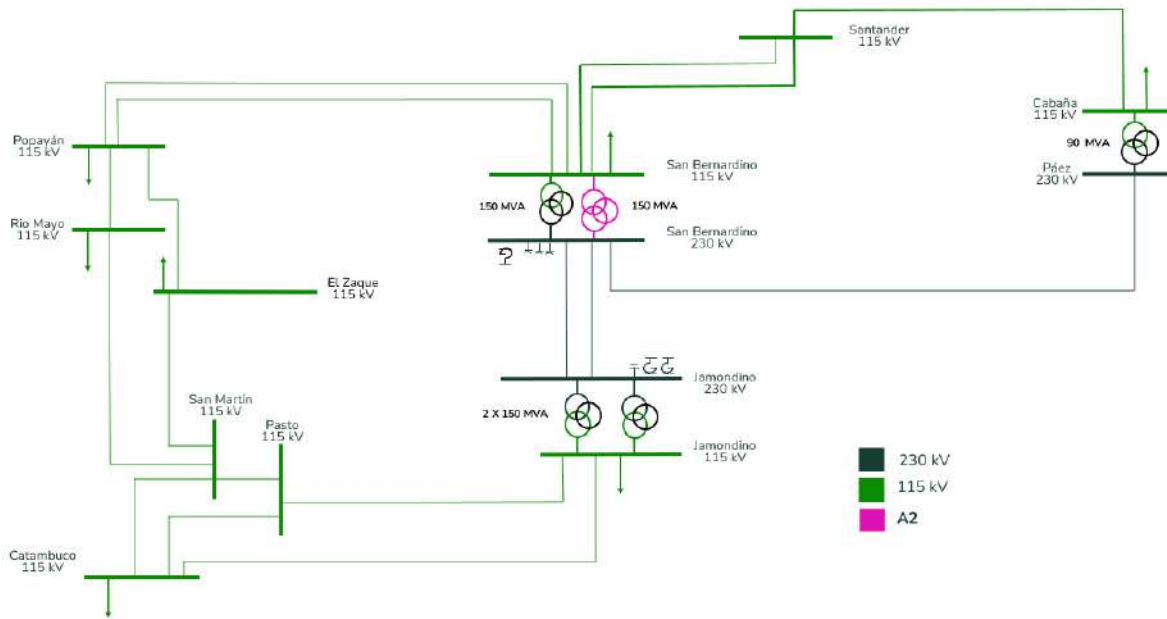 Santander
115 kV
Cabaña
115 kV
90 MVA
Páez
230 kV
Popayán
115 kV
San Bernardino
115 kV
150 MVA
150 MVA
San Bernardino
230 kV
Rio Mayo
115 kV
El Zaque
115 kV
Jamondino
230 kV
San Martín
115 kV
Pasto
115 kV
2 X 150 MVA
Jamondino
115 kV
230 kV
115 kV
A2
Catambuco
115 kV